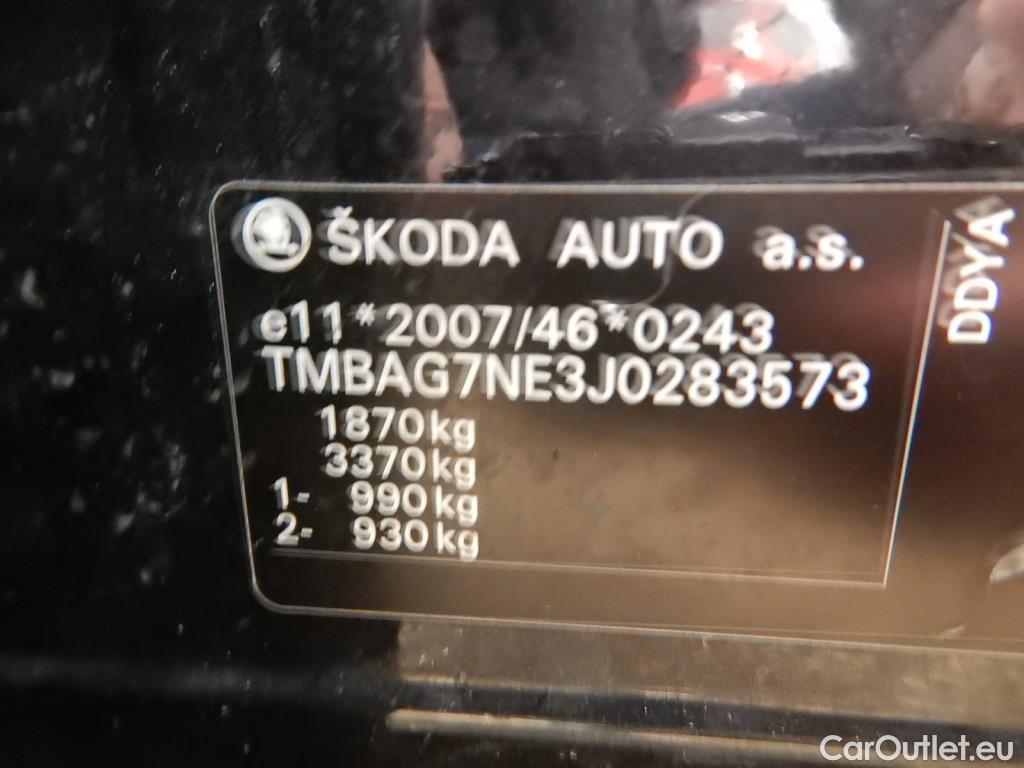 ŠKODA AUTO a.s.
e11*2007/46*0243
TMBAG7NE3J0283573
1870kg
3370kg
1- 990kg
2- 930kg
DDYA
CarOutlet.eu